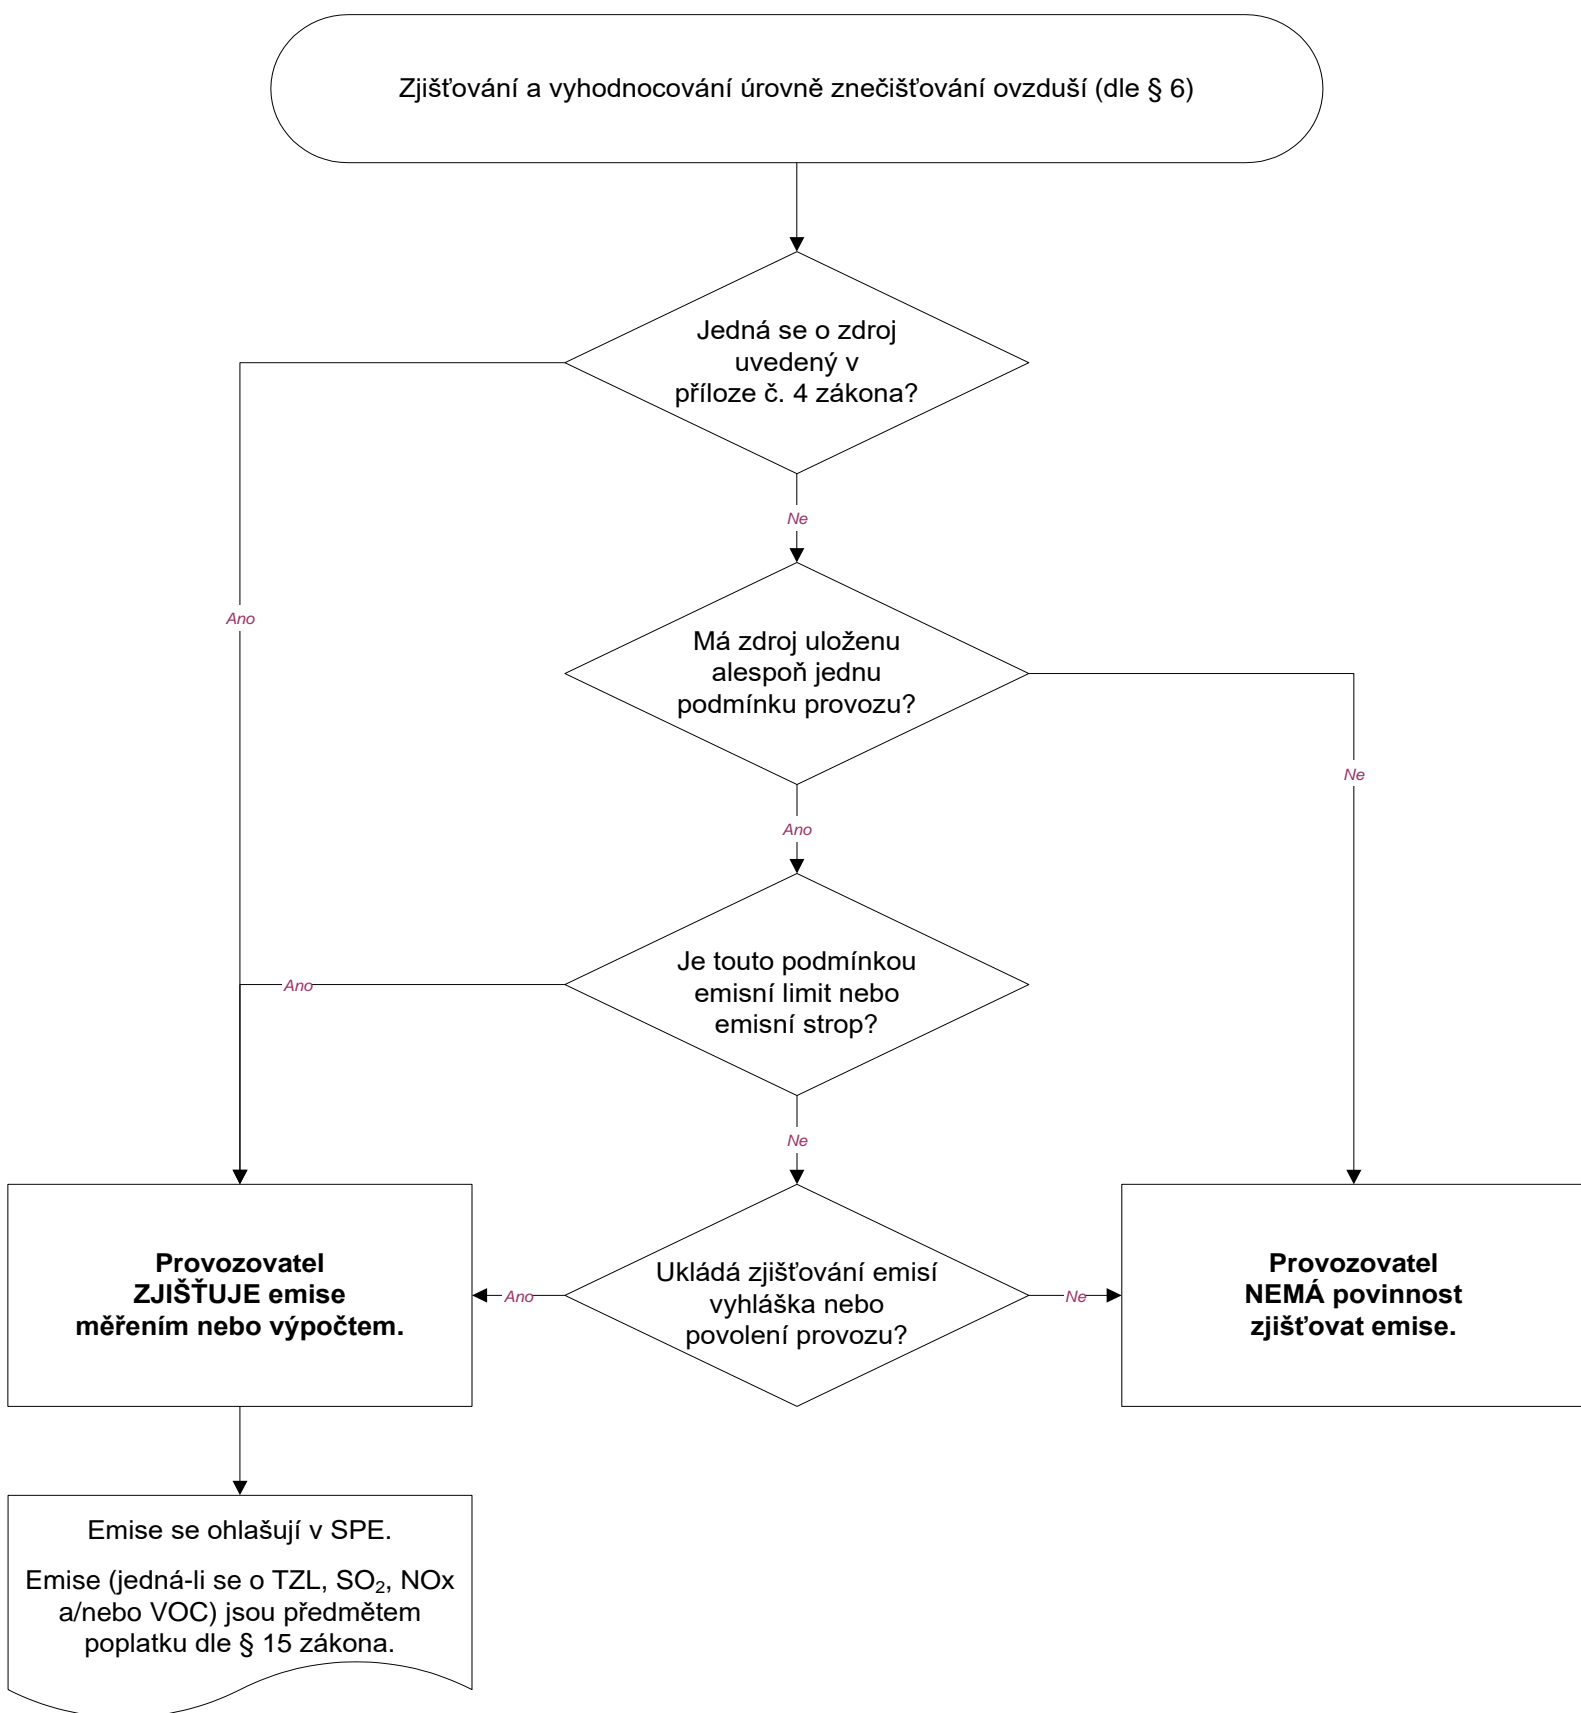 Zjišťování a vyhodnocování úrovně znečišťování ovzduší (dle § 6)
Jedná se o zdroj
uvedený v
příloze č. 4 zákona?
Ne
Ano
Má zdroj uloženu
alespoň jednu
podmínku provozu?
Ne
Ano
Je touto podmínkou
emisní limit nebo
emisní strop?
Ano
Ne
Provozovatel
ZJIŠŤUJE emise
měřením nebo výpočtem.
Ano
Ukládá zjišťování emisí
vyhláška nebo
povolení provozu?
Ne
Provozovatel
NEMÁ povinnost
zjišťovat emise.
Emise se ohlašují v SPE.
Emise (jedná-li se o TZL, SO₂, NOx
a/nebo VOC) jsou předmětem
poplatku dle § 15 zákona.